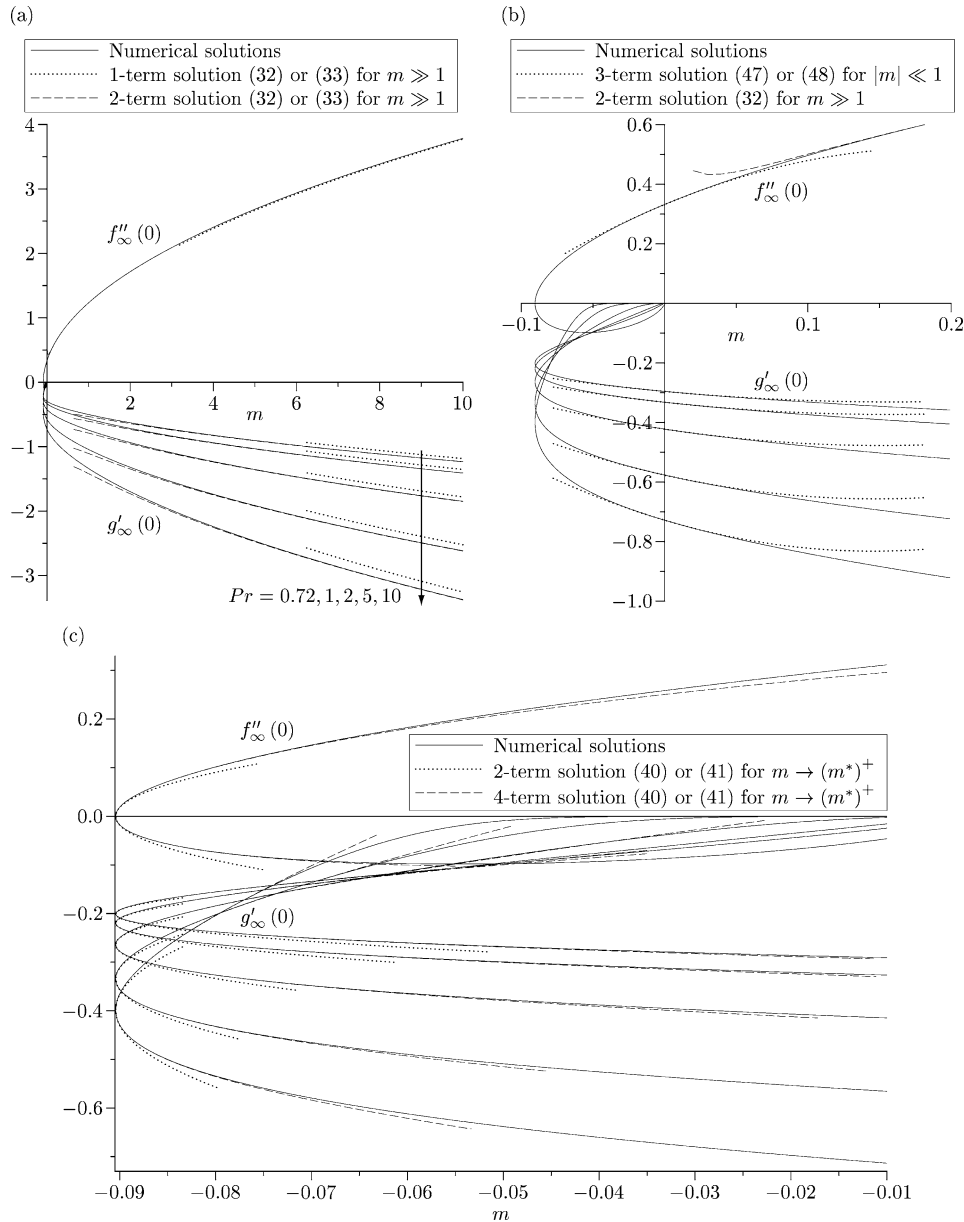 (a)
Numerical solutions
1-term solution (32) or (33) for m ≫ 1
2-term solution (32) or (33) for m ≫ 1
4
3
2
1
0
−1
−2
−3
2
4
6
8
10
m
f″∞(0)
g′∞(0)
Pr = 0.72, 1, 2, 5, 10
(b)
Numerical solutions
3-term solution (47) or (48) for |m| ≪ 1
2-term solution (32) for m ≫ 1
0.6
0.4
0.2
−0.1
0.1
0.2
m
−0.2
−0.4
−0.6
−0.8
−1.0
f″∞(0)
g′∞(0)
(c)
f″∞(0)
Numerical solutions
2-term solution (40) or (41) for m → (m*)⁺
4-term solution (40) or (41) for m → (m*)⁺
g′∞(0)
0.2
0.0
−0.2
−0.4
−0.6
−0.09
−0.08
−0.07
−0.06
−0.05
−0.04
−0.03
−0.02
−0.01
m